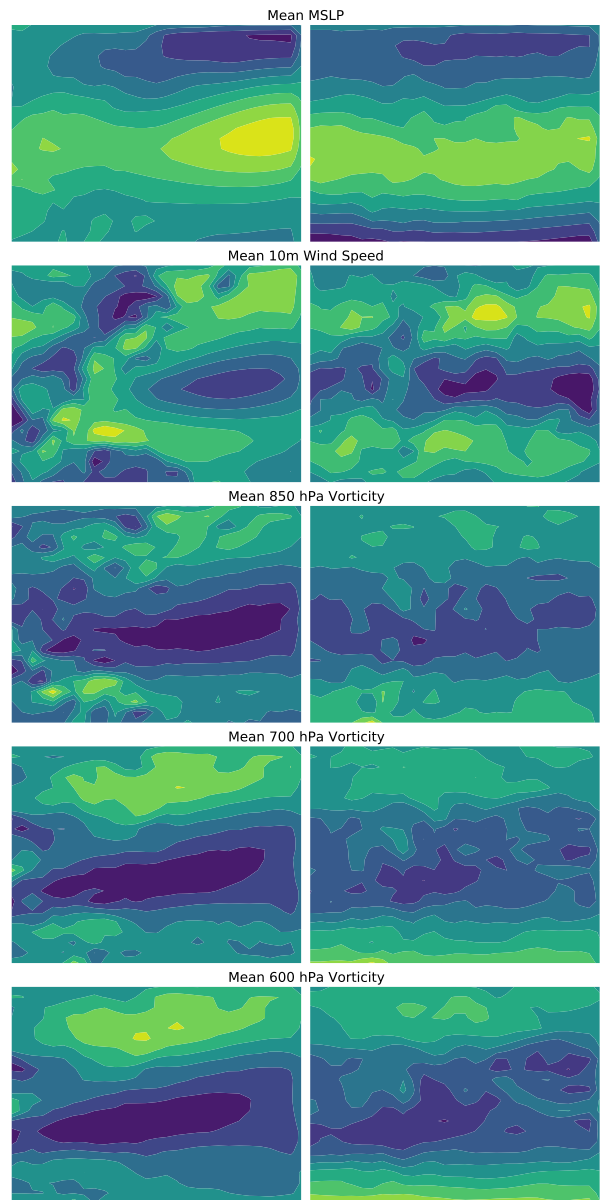 Mean MSLP
Mean 10m Wind Speed
Mean 850 hPa Vorticity
Mean 700 hPa Vorticity
Mean 600 hPa Vorticity